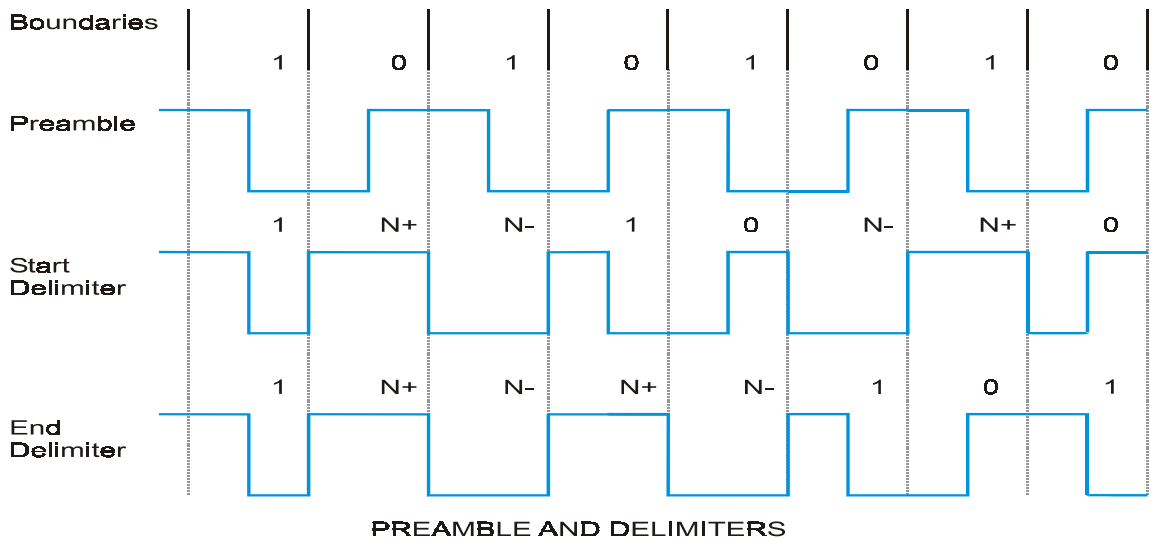 Boundaries
1 0 1 0 1 0 1 0
Preamble
1 N+ N- 1 0 N- N+ 0
Start
Delimiter
1 N+ N- N+ N- 1 0 1
End
Delimiter
PREAMBLE AND DELIMITERS